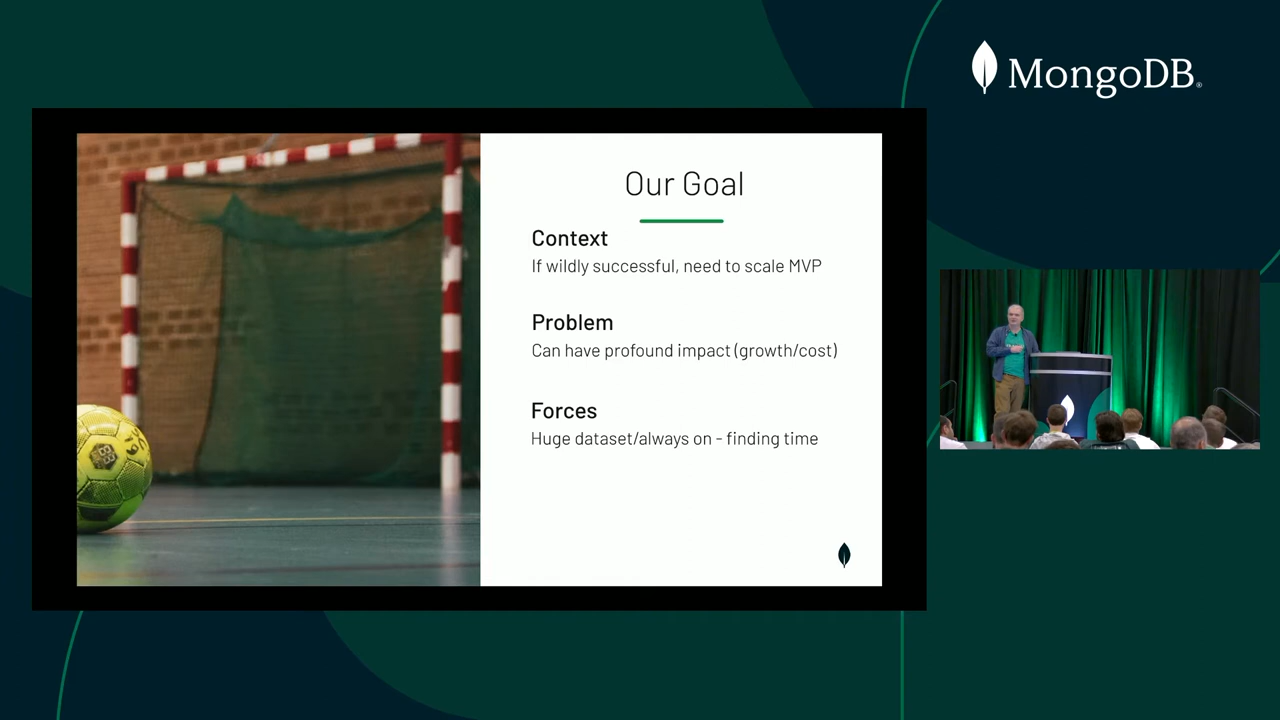 MongoDB®
Our Goal
Context
If wildly successful, need to scale MVP
Problem
Can have profound impact (growth/cost)
Forces
Huge dataset/always on - finding time